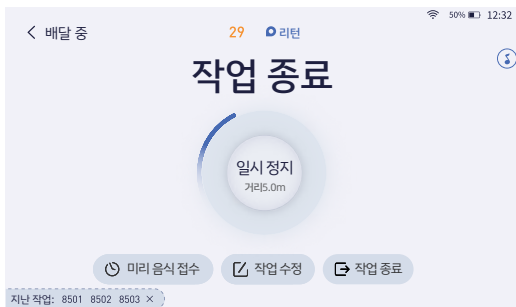 50% 12:32
배달 중 29 리턴
작업 종료
일시 정지
거리5.0m
미리 음식 접수 작업 수정 작업 종료
지난 작업: 8501 8502 8503 ×